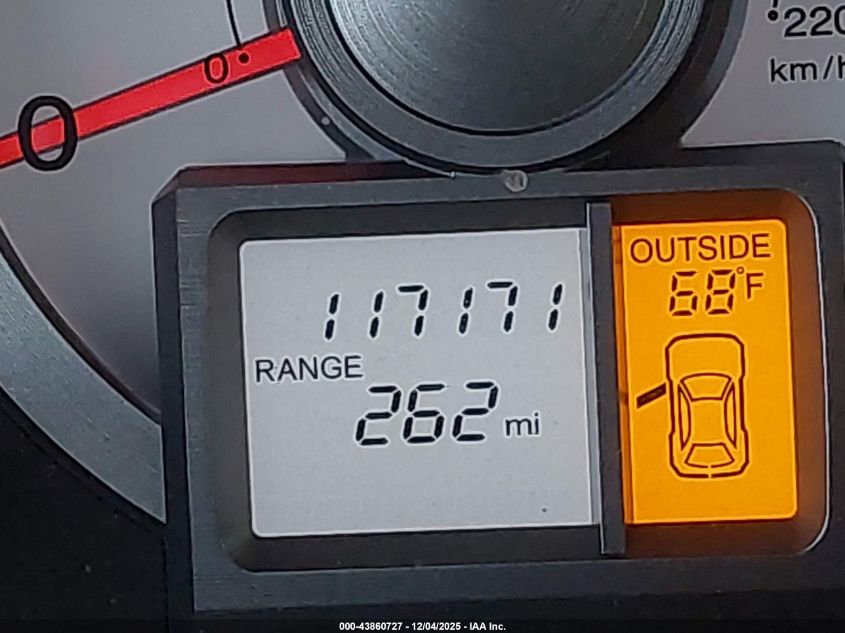 220
km/h
0
0
117171
OUTSIDE
68°F
RANGE
262 mi
000-43860727 - 12/04/2025 - IAA Inc.